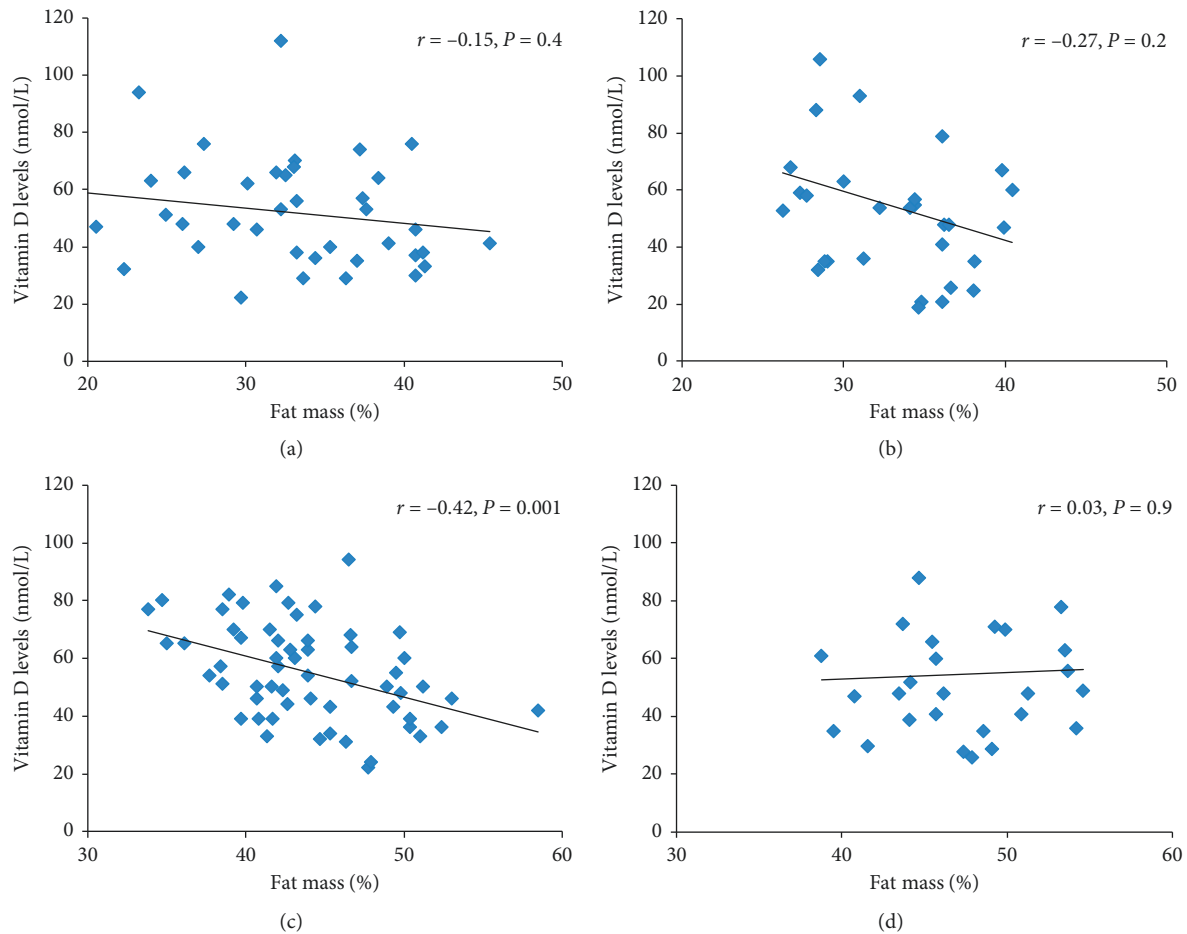 r = –0.15, P = 0.4
Vitamin D levels (nmol/L)
120
100
80
60
40
20
0
20
30
40
50
Fat mass (%)
(a)
r = –0.27, P = 0.2
Vitamin D levels (nmol/L)
120
100
80
60
40
20
0
20
30
40
50
Fat mass (%)
(b)
r = –0.42, P = 0.001
Vitamin D levels (nmol/L)
120
100
80
60
40
20
0
30
40
50
60
Fat mass (%)
(c)
r = 0.03, P = 0.9
Vitamin D levels (nmol/L)
120
100
80
60
40
20
0
30
40
50
60
Fat mass (%)
(d)